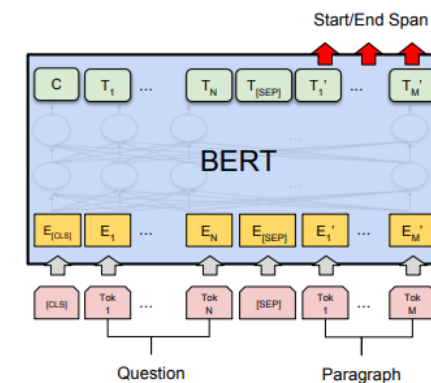 Start/End Span
C T1 ... TN T[SEP] T1' ... TM'
...
BERT
...
E[CLS] E1 ... EN E[SEP] E1' ... EM'
[CLS] Tok 1 ... Tok N [SEP] Tok 1 ... Tok M
Question Paragraph